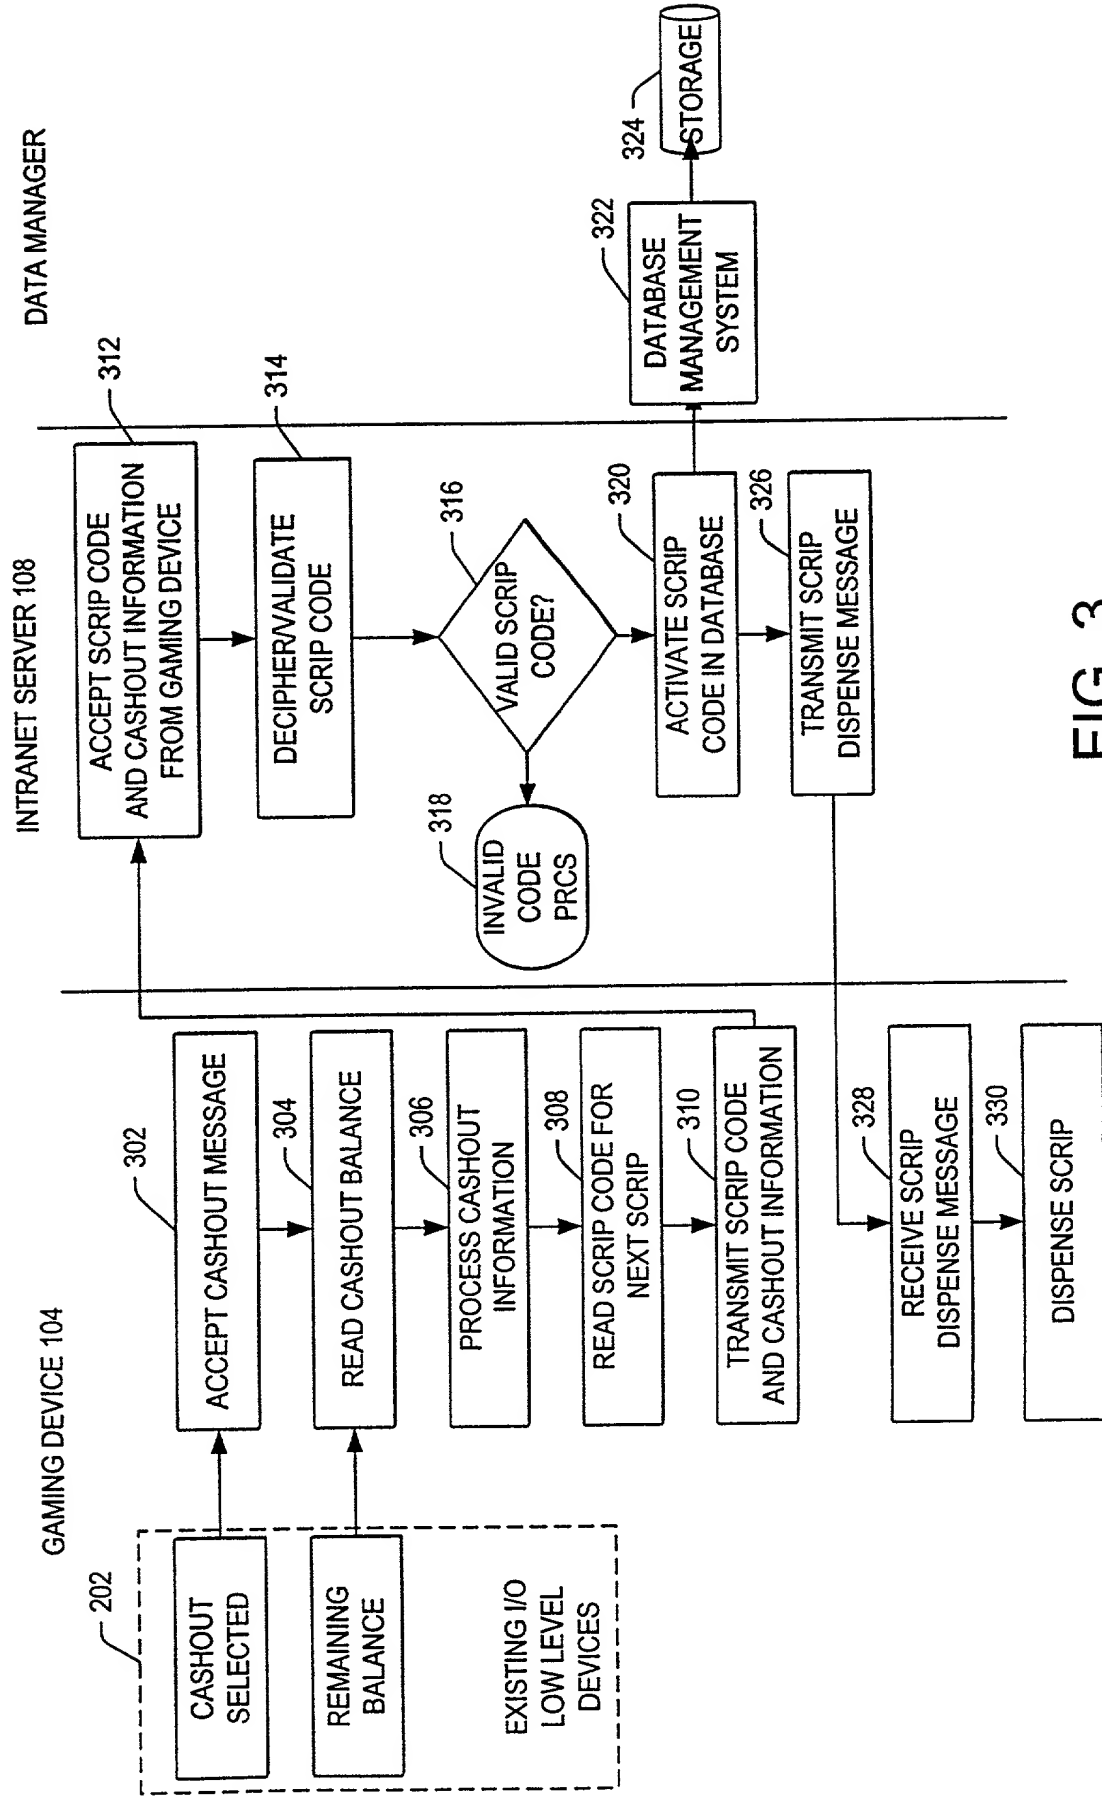 GAMING DEVICE 104
INTRANET SERVER 108
DATA MANAGER
202
CASHOUT
SELECTED
REMAINING
BALANCE
EXISTING I/O
LOW LEVEL
DEVICES
302
ACCEPT CASHOUT MESSAGE
304
READ CASHOUT BALANCE
306
PROCESS CASHOUT
INFORMATION
308
READ SCRIP CODE FOR
NEXT SCRIP
310
TRANSMIT SCRIP CODE
AND CASHOUT INFORMATION
328
RECEIVE SCRIP
DISPENSE MESSAGE
330
DISPENSE SCRIP
312
ACCEPT SCRIP CODE
AND CASHOUT INFORMATION
FROM GAMING DEVICE
314
DECIPHER/VALIDATE
SCRIP CODE
316
VALID SCRIP
CODE?
318
INVALID
CODE
PRCS
320
ACTIVATE SCRIP
CODE IN DATABASE
326
TRANSMIT SCRIP
DISPENSE MESSAGE
322
DATABASE
MANAGEMENT
SYSTEM
324
STORAGE
FIG. 3